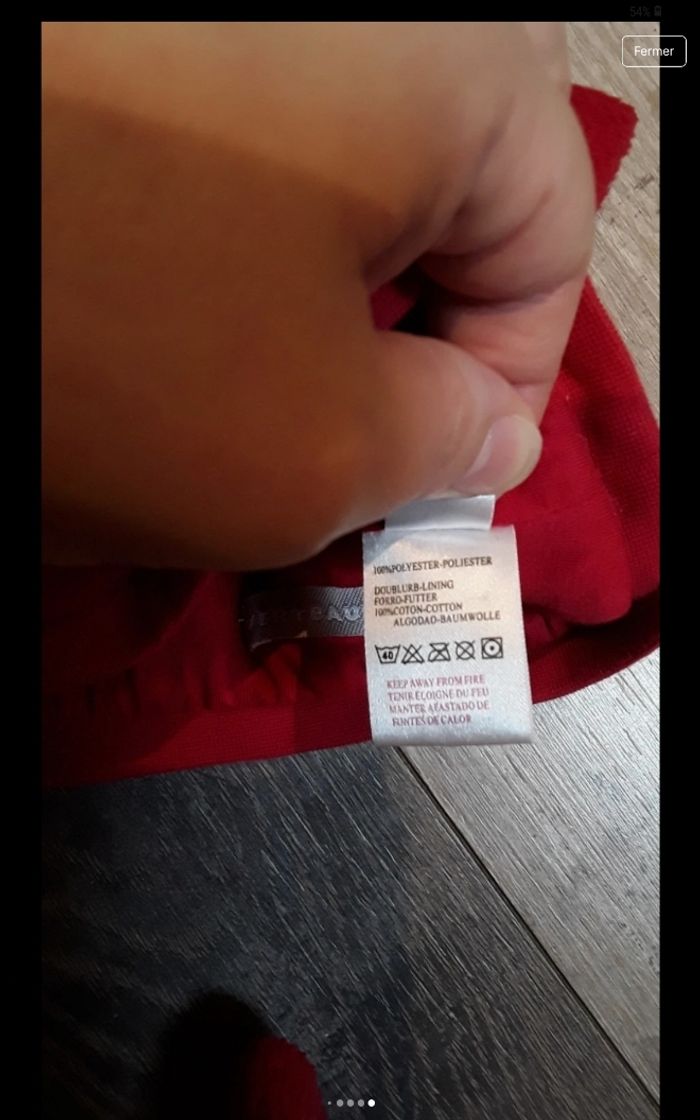 54%
Fermer
100%POLYESTER-POLIESTER
DOUBLURB-LINING
FORRO-FUTTER
100%COTON-COTTON
ALGODAO-BAUMWOLLE
40
KEEP AWAY FROM FIRE
TENIR ELOIGNE DU FEU
MANTER AFASTADO DE
FONTES DE CALOR